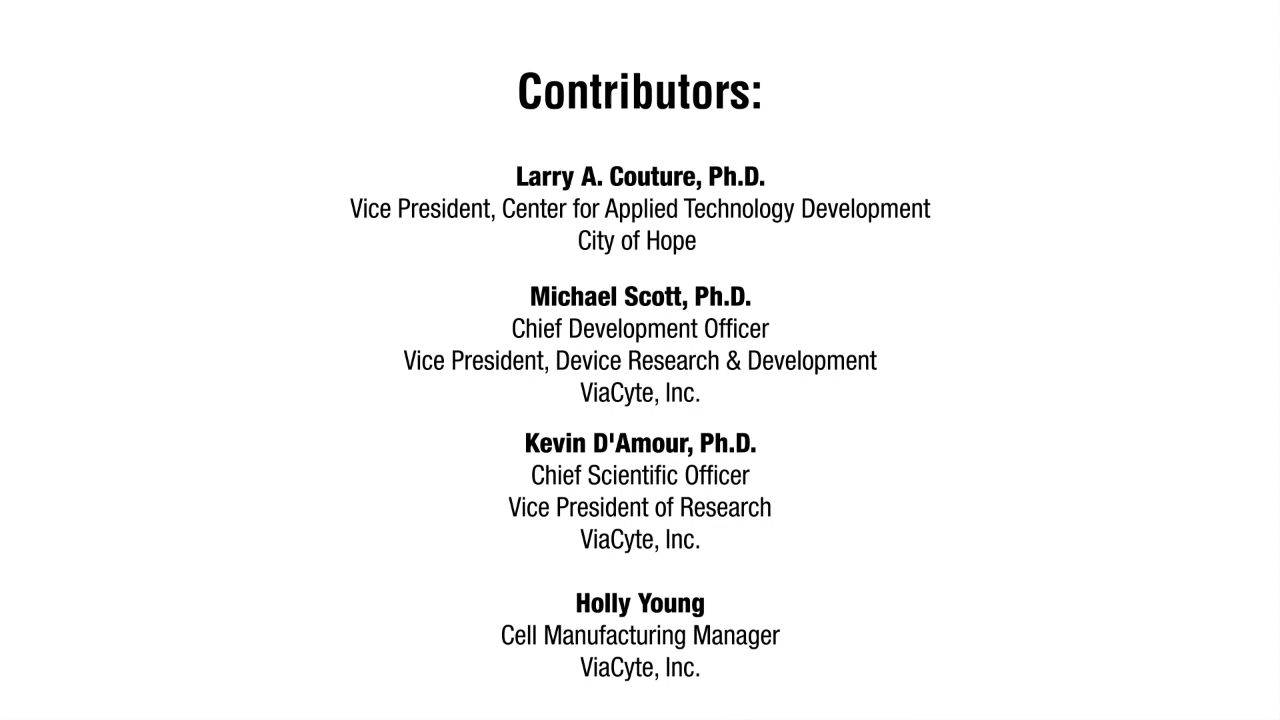 Contributors:
Larry A. Couture, Ph.D.
Vice President, Center for Applied Technology Development
City of Hope
Michael Scott, Ph.D.
Chief Development Officer
Vice President, Device Research & Development
ViaCyte, Inc.
Kevin D'Amour, Ph.D.
Chief Scientific Officer
Vice President of Research
ViaCyte, Inc.
Holly Young
Cell Manufacturing Manager
ViaCyte, Inc.